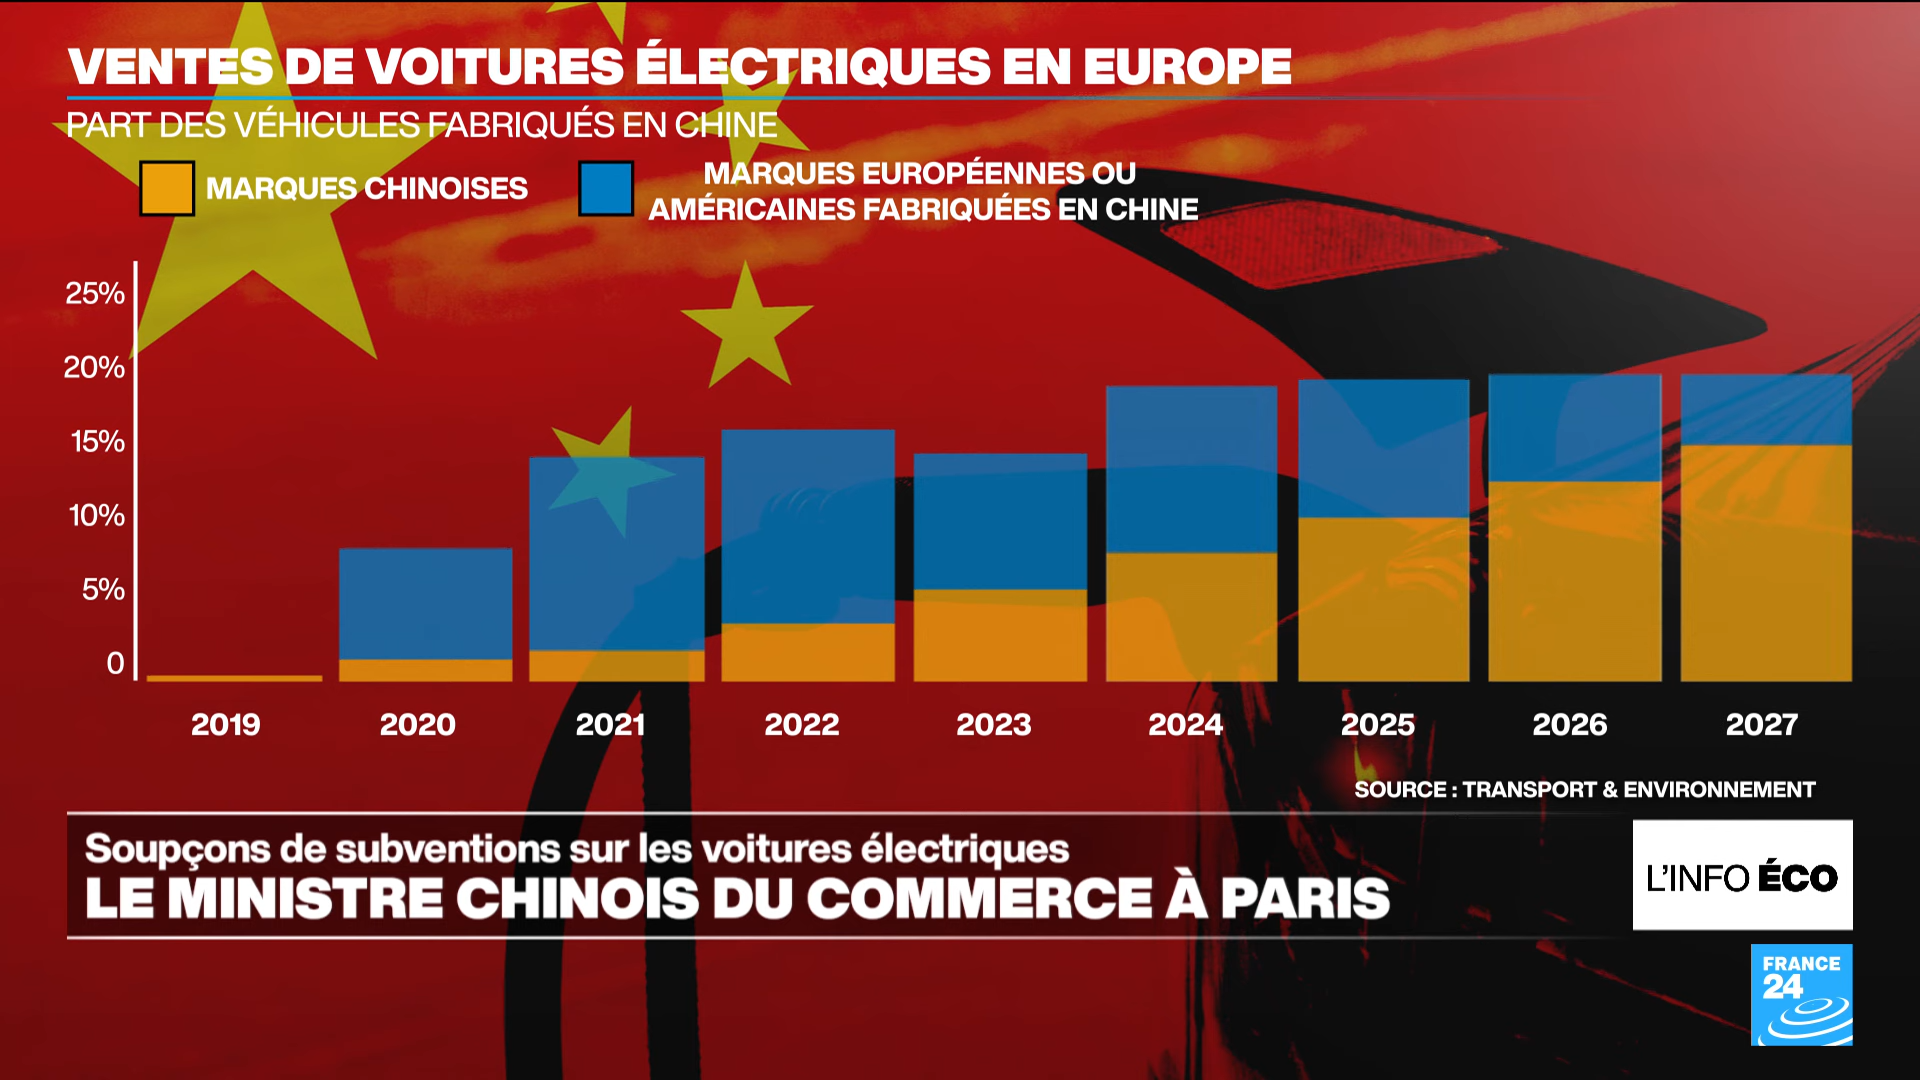 VENTES DE VOITURES ÉLECTRIQUES EN EUROPE
PART DES VÉHICULES FABRIQUÉS EN CHINE
MARQUES CHINOISES
MARQUES EUROPÉENNES OU
AMÉRICAINES FABRIQUÉES EN CHINE
25%
20%
15%
10%
5%
0
2019 2020 2021 2022 2023 2024 2025 2026 2027
SOURCE : TRANSPORT & ENVIRONNEMENT
Soupçons de subventions sur les voitures électriques
LE MINISTRE CHINOIS DU COMMERCE À PARIS
L'INFO ÉCO
FRANCE
24